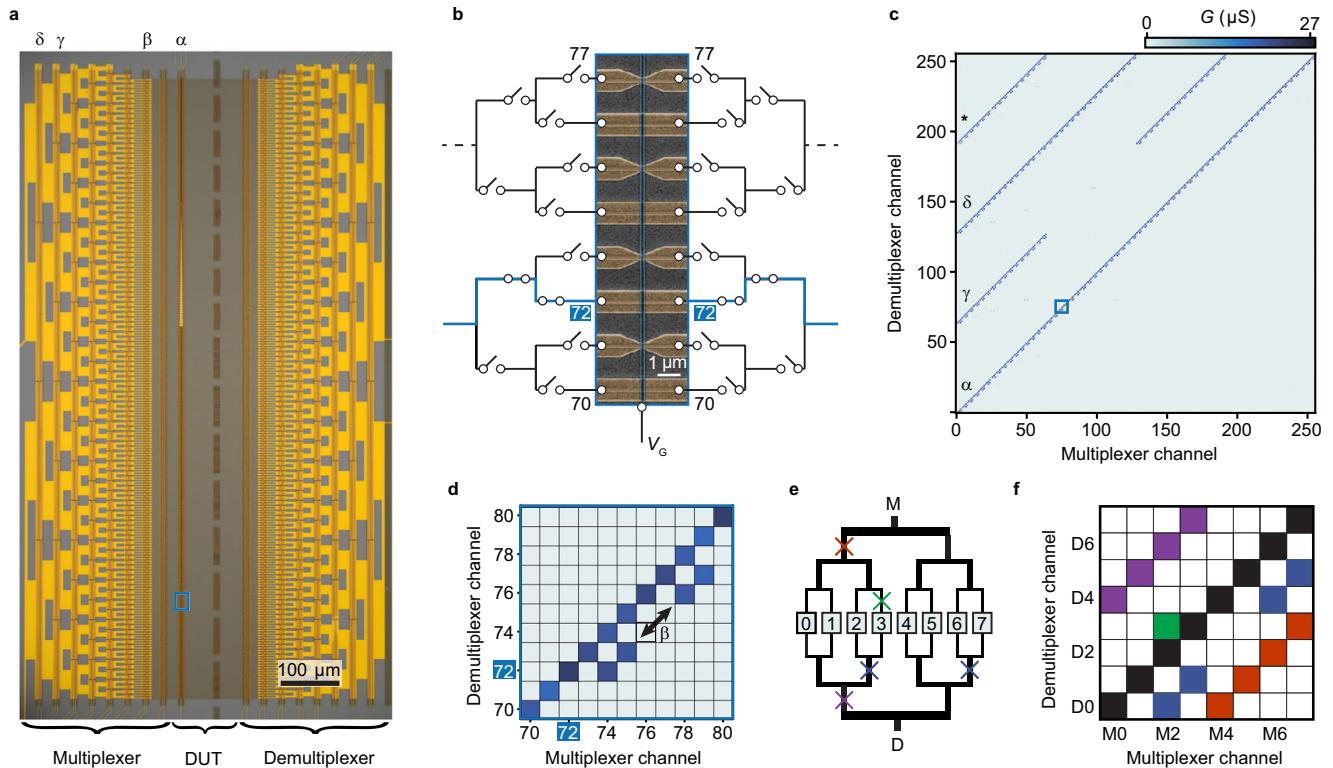 a
δ γ β α
100 µm
Multiplexer DUT Demultiplexer
b
77 77
72 72
1 µm
70 70
V_G
c
0 G (µS) 27
250
200
150
100
50
* δ γ α
0 50 100 150 200 250
Multiplexer channel
Demultiplexer channel
d
80
78
76
74
72
70
β
70 72 74 76 78 80
Multiplexer channel
Demultiplexer channel
e
M
0 1 2 3 4 5 6 7
D
f
D6
D4
D2
D0
M0 M2 M4 M6
Multiplexer channel
Demultiplexer channel